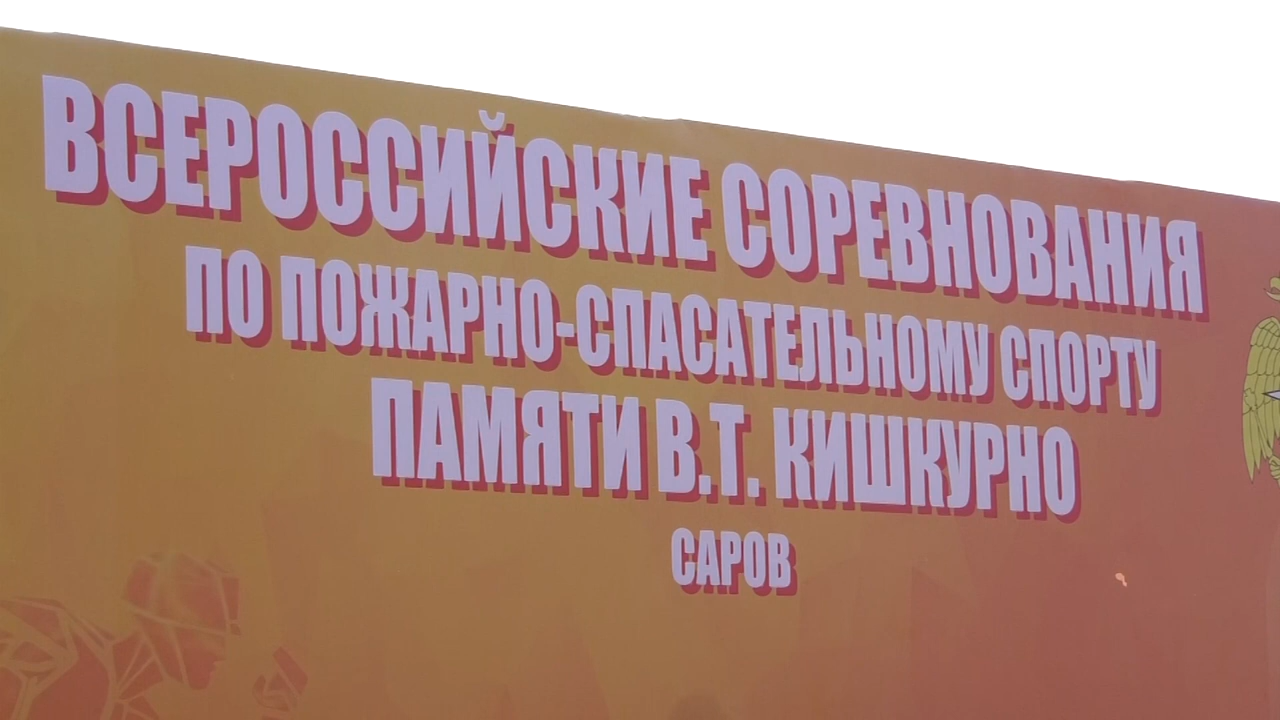 ВСЕРОССИЙСКИЕ СОРЕВНОВАНИЯ
ПО ПОЖАРНО-СПАСАТЕЛЬНОМУ СПОРТУ
ПАМЯТИ В.Т. КИШКУРНО
САРОВ